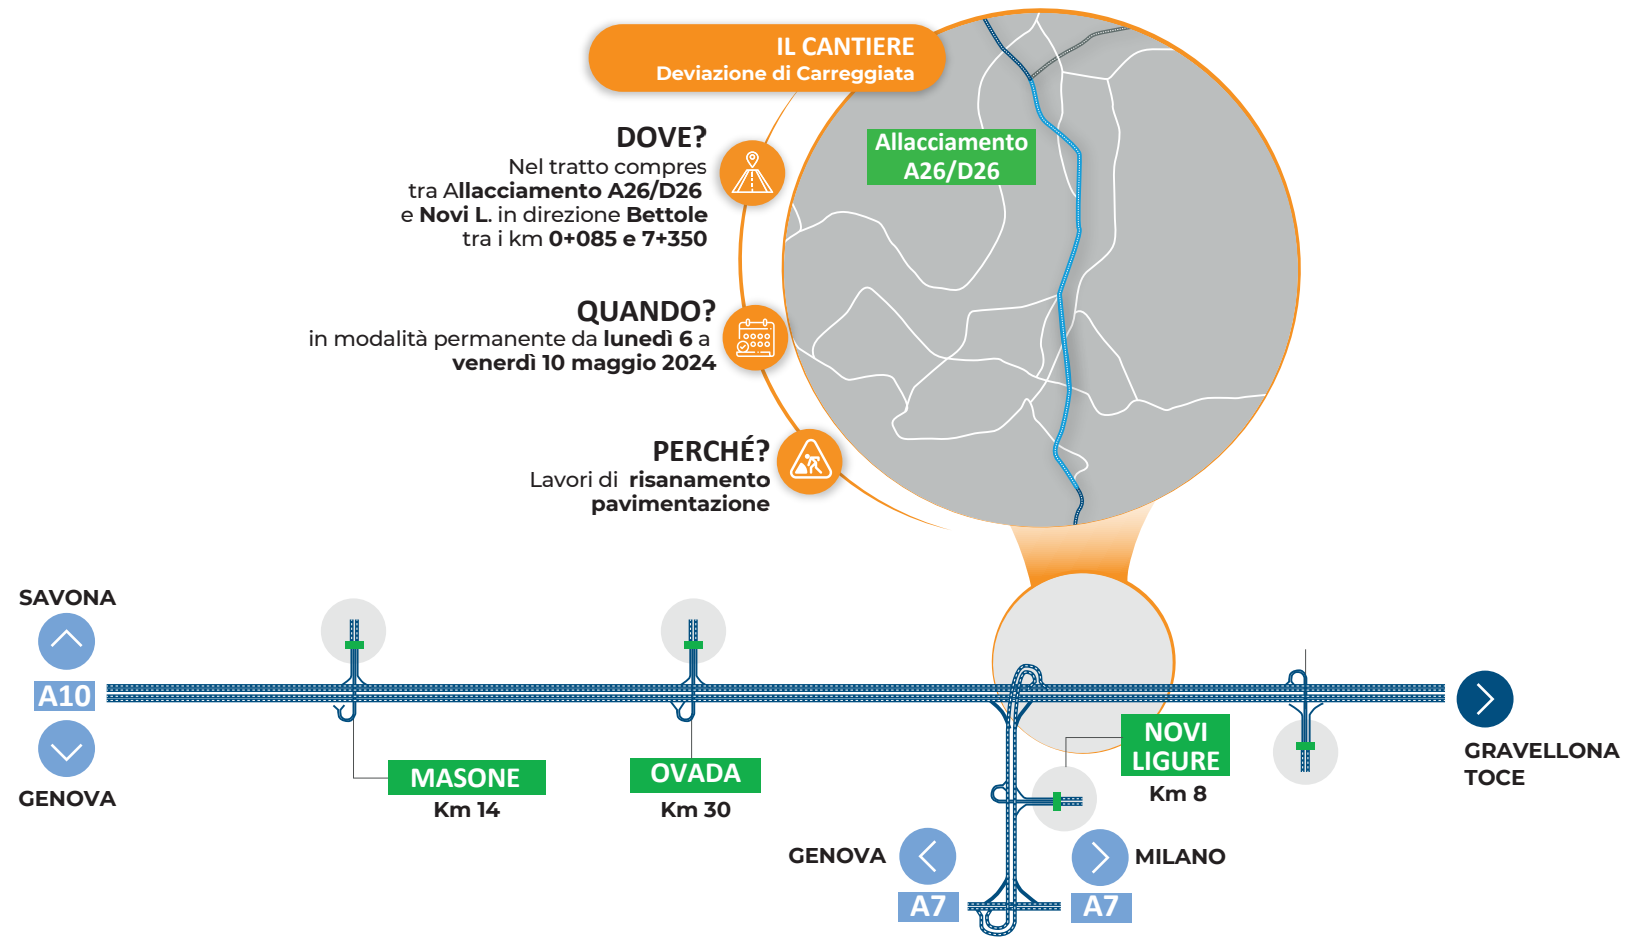 IL CANTIERE
Deviazione di Carreggiata
DOVE?
Nel tratto compres
tra Allacciamento A26/D26
e Novi L. in direzione Bettole
tra i km 0+085 e 7+350
QUANDO?
in modalità permanente da lunedì 6 a
venerdì 10 maggio 2024
PERCHÉ?
Lavori di risanamento
pavimentazione
Allacciamento
A26/D26
SAVONA
A10
GENOVA
MASONE
Km 14
OVADA
Km 30
NOVI
LIGURE
Km 8
GRAVELLONA
TOCE
GENOVA
A7
MILANO
A7